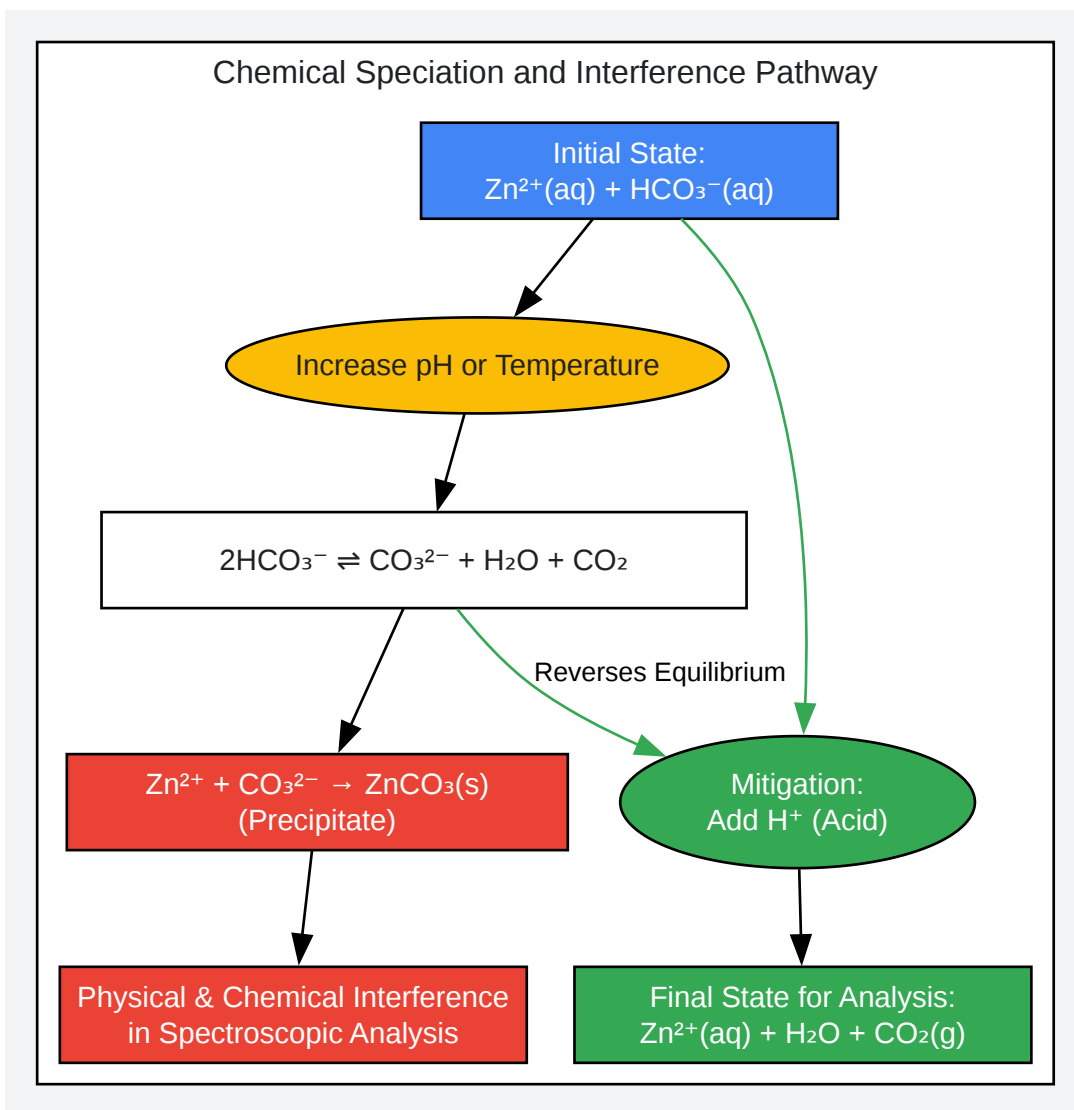 Chemical Speciation and Interference Pathway
Initial State:
Zn²⁺(aq) + HCO₃⁻(aq)
Increase pH or Temperature
2HCO₃⁻ ⇌ CO₃²⁻ + H₂O + CO₂
Reverses Equilibrium
Zn²⁺ + CO₃²⁻ → ZnCO₃(s)
(Precipitate)
Mitigation:
Add H⁺ (Acid)
Physical & Chemical Interference
in Spectroscopic Analysis
Final State for Analysis:
Zn²⁺(aq) + H₂O + CO₂(g)